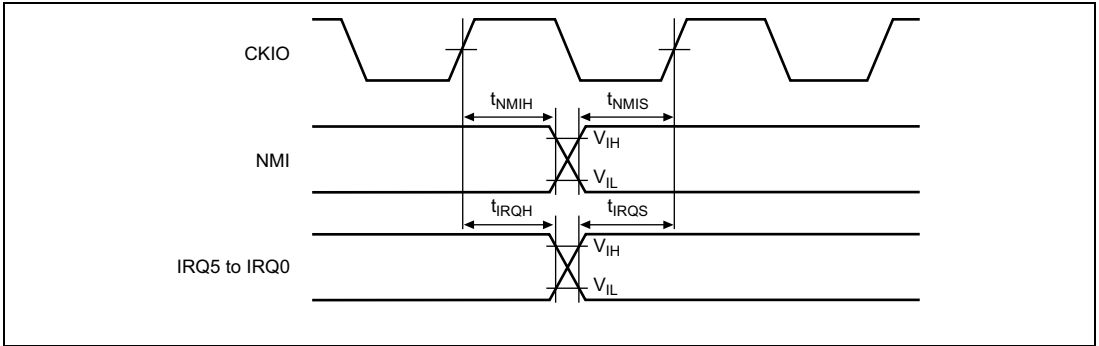 CKIO
tNMIH tNMIS
VIH
NMI
VIL
tIRQH tIRQS
VIH
IRQ5 to IRQ0
VIL